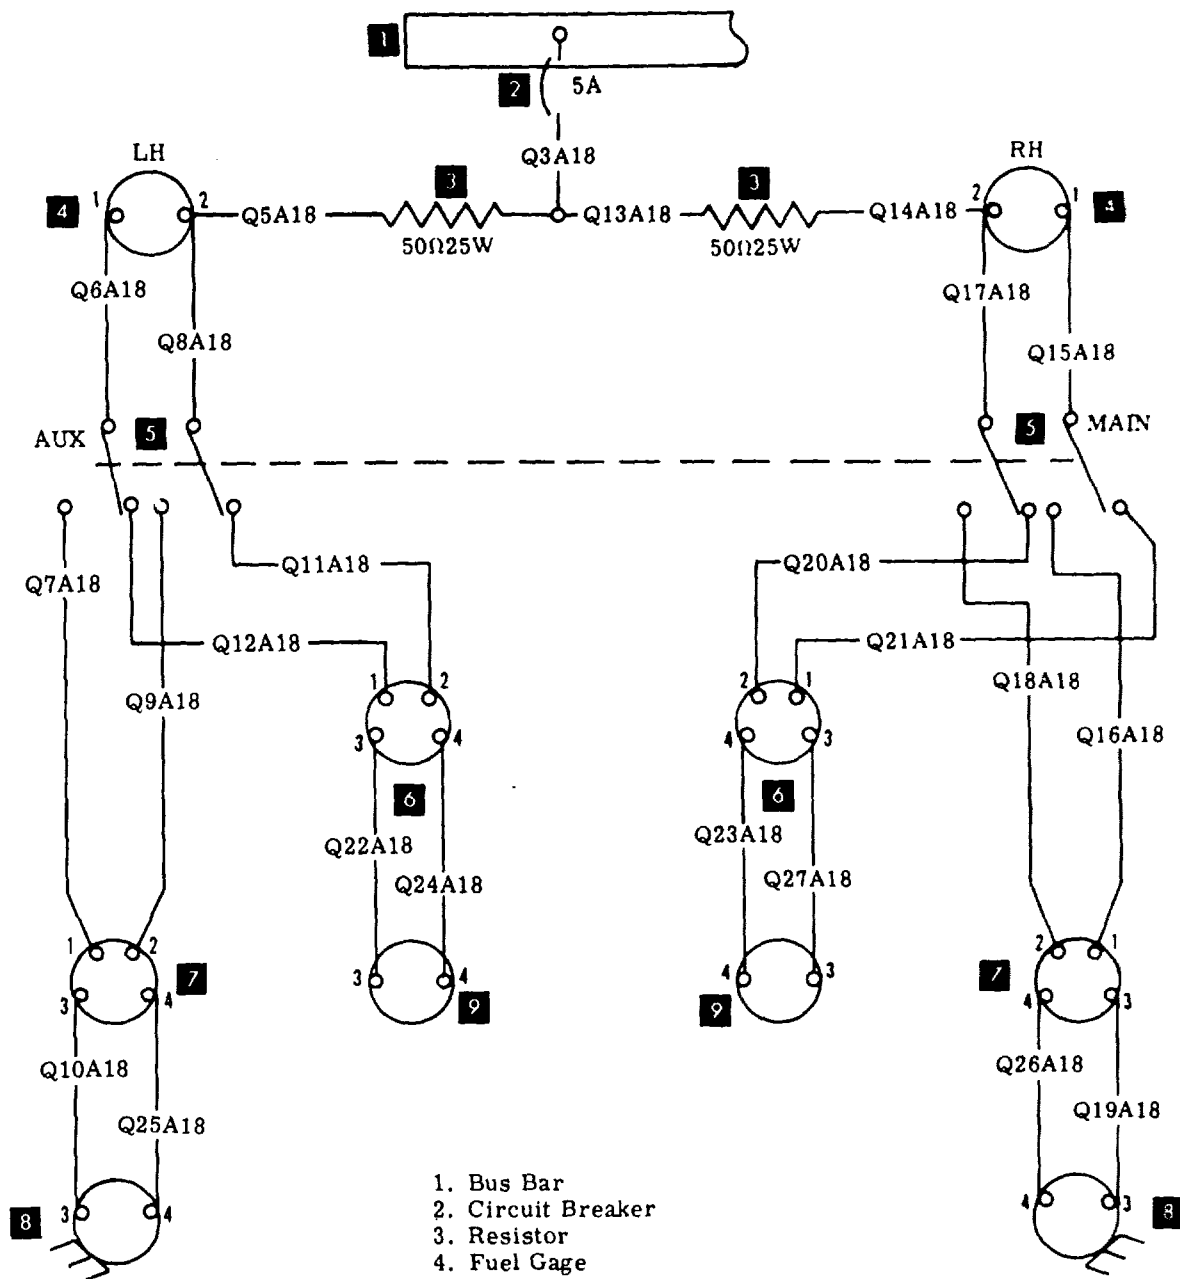 1
2
5A
Q3A18
LH
RH
3
3
4
1
2
Q5A18
Q13A18
Q14A18
2
1
4
50Ω25W
50Ω25W
Q6A18
Q17A18
Q8A18
Q15A18
AUX
5
5
MAIN
Q7A18
Q11A18
Q20A18
Q12A18
Q21A18
Q9A18
1
2
2
1
Q18A18
Q16A18
3
4
4
3
6
6
Q22A18
Q23A18
Q24A18
Q27A18
1
2
2
1
7
3
4
9
3
4
9
4
3
7
3
4
4
3
Q10A18
Q26A18
Q25A18
Q19A18
8
3
4
4
3
8
1. Bus Bar
2. Circuit Breaker
3. Resistor
4. Fuel Gage